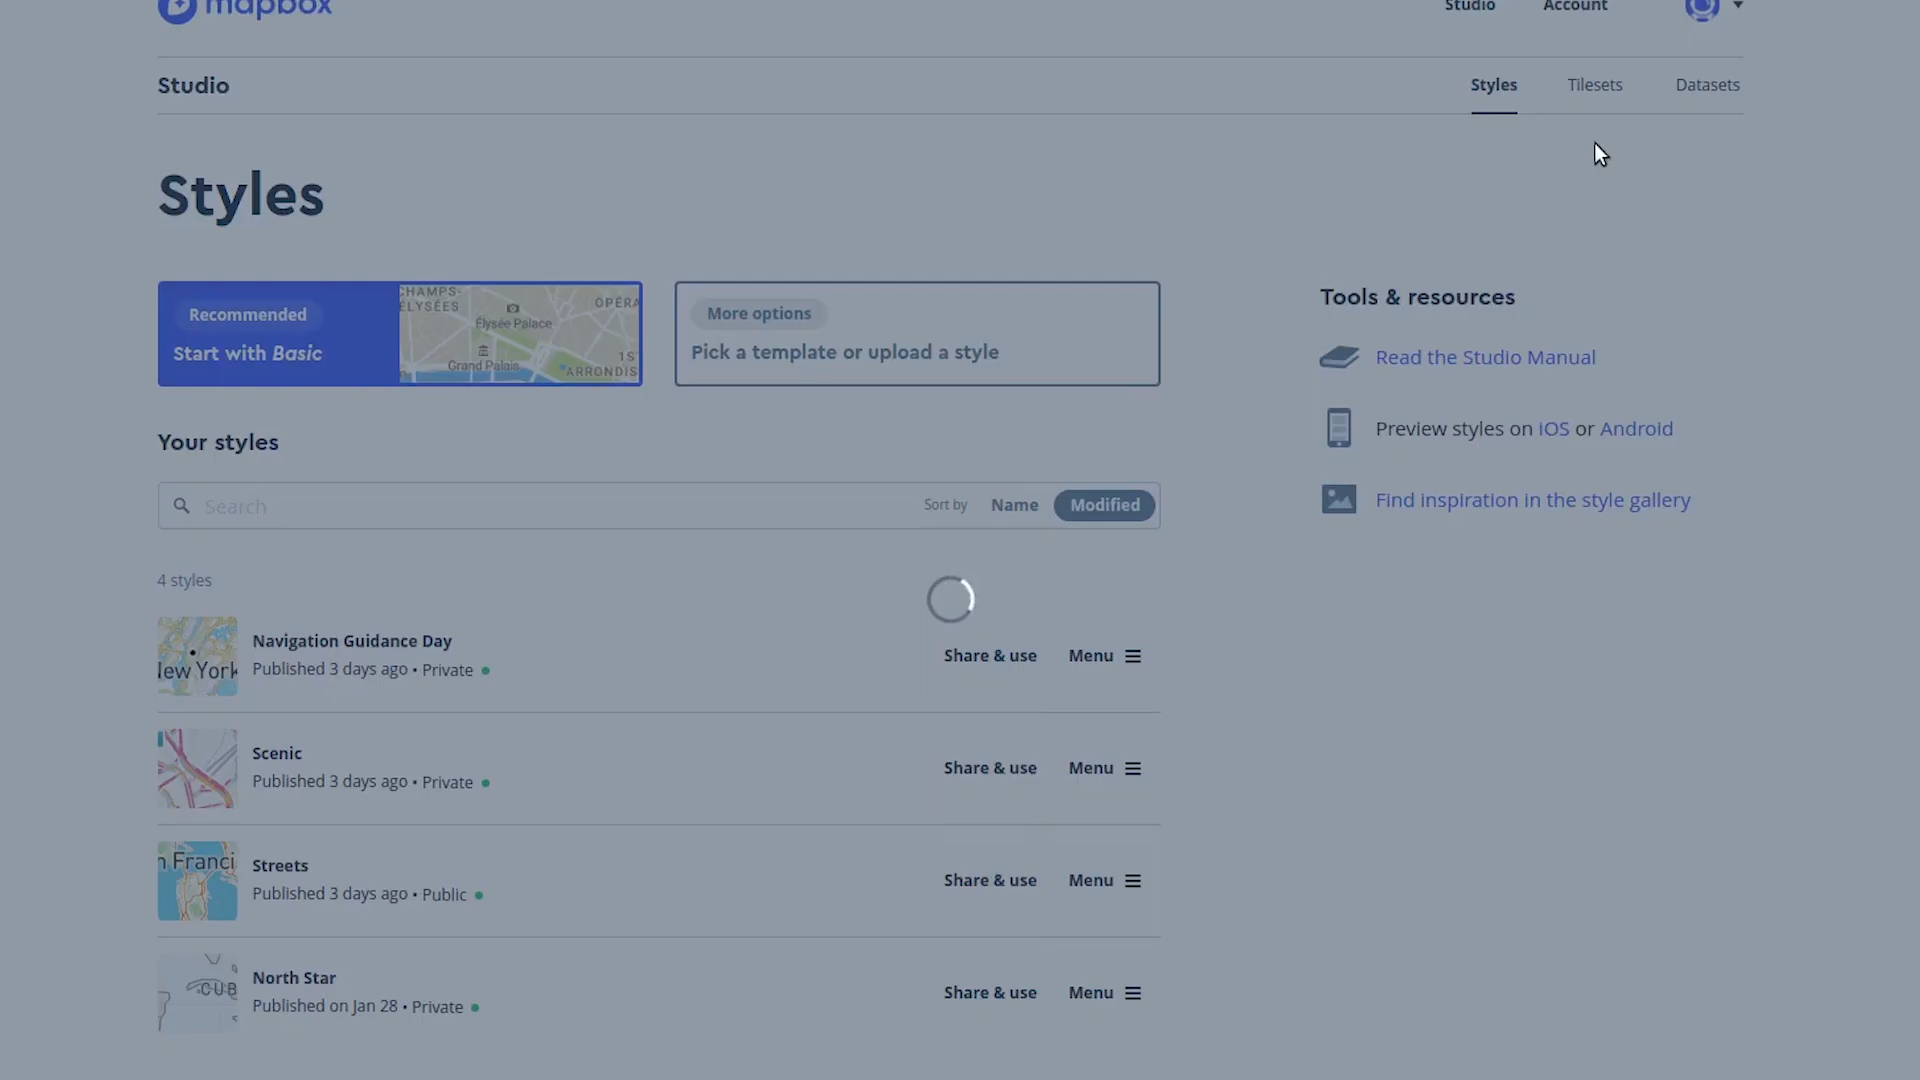 mapbox
Studio Account
Studio
Styles Tilesets Datasets
Styles
Recommended
Start with Basic
CHAMPS-
ÉLYSÉES
OPÉRA
Élysée Palace
Grand Palais
1S
ARRONDIS
More options
Pick a template or upload a style
Tools & resources
Read the Studio Manual
Preview styles on iOS or Android
Find inspiration in the style gallery
Your styles
Search Sort by Name Modified
4 styles
New York
Navigation Guidance Day
Published 3 days ago • Private
Share & use Menu
Scenic
Published 3 days ago • Private
Share & use Menu
n Franci
Streets
Published 3 days ago • Public
Share & use Menu
CUB
North Star
Published on Jan 28 • Private
Share & use Menu